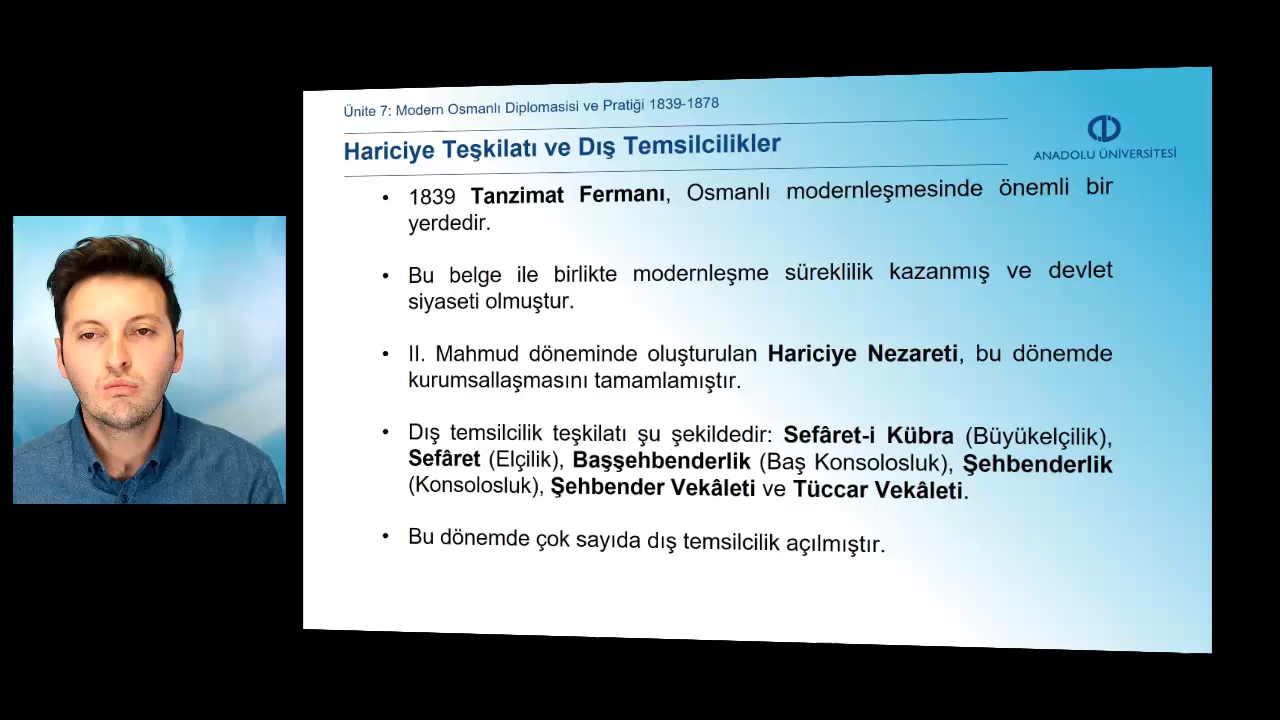 Ünite 7: Modern Osmanlı Diplomasisi ve Pratiği 1839-1878
Hariciye Teşkilatı ve Dış Temsilcilikler
ANADOLU ÜNİVERSİTESİ
• 1839 Tanzimat Fermanı, Osmanlı modernleşmesinde önemli bir
yerdedir.
• Bu belge ile birlikte modernleşme süreklilik kazanmış ve devlet
siyaseti olmuştur.
• II. Mahmud döneminde oluşturulan Hariciye Nezareti, bu dönemde
kurumsallaşmasını tamamlamıştır.
• Dış temsilcilik teşkilatı şu şekildedir: Sefâret-i Kübra (Büyükelçilik),
Sefâret (Elçilik), Başşehbenderlik (Baş Konsolosluk), Şehbenderlik
(Konsolosluk), Şehbender Vekâleti ve Tüccar Vekâleti.
• Bu dönemde çok sayıda dış temsilcilik açılmıştır.